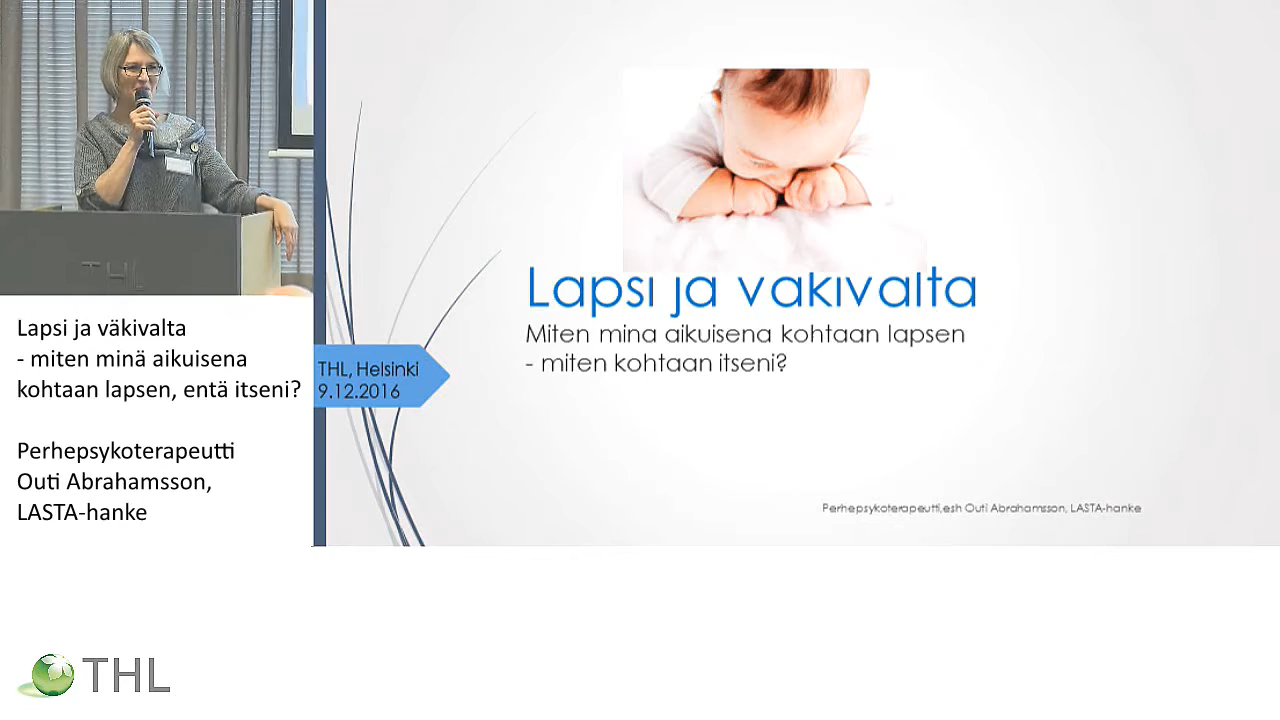 Lapsi ja väkivalta
- miten minä aikuisena
kohtaan lapsen, entä itseni?
Perhepsykoterapeutti
Outi Abrahamsson,
LASTA-hanke
THL, Helsinki
9.12.2016
Lapsi ja väkivalta
Miten minä aikuisena kohtaan lapsen
- miten kohtaan itseni?
Perhepsykoterapeutti,esh Outi Abrahamsson, LASTA-hanke
THL